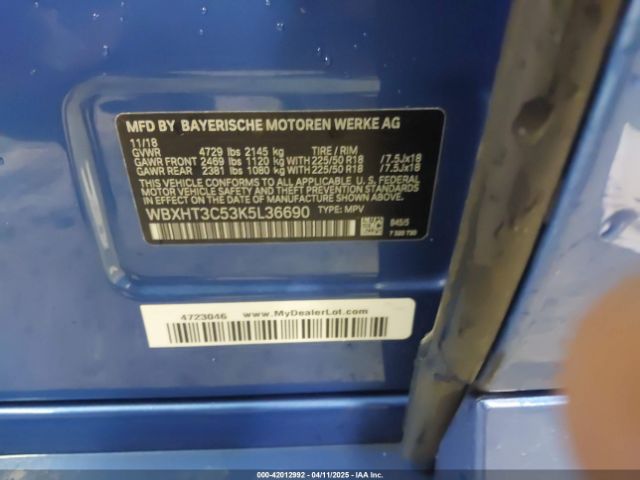 MFD BY BAYERISCHE MOTOREN WERKE AG
11/18
GVWR 4729 lbs 2145 kg TIRE / RIM
GAWR FRONT 2469 lbs 1120 kg WITH 225/50 R18 /7.5Jx18
GAWR REAR 2381 lbs 1080 kg WITH 225/50 R18 /7.5Jx18
THIS VEHICLE CONFORMS TO ALL APPLICABLE U. S. FEDERAL
MOTOR VEHICLE SAFETY STANDARDS IN EFFECT ON THE DATE OF
MANUFACTURE SHOWN ABOVE.
WBXHT3C53K5L36690 TYPE: MPV
4723046 www.MyDealerLot.com
000-42012992 - 04/11/2025 - IAA Inc.